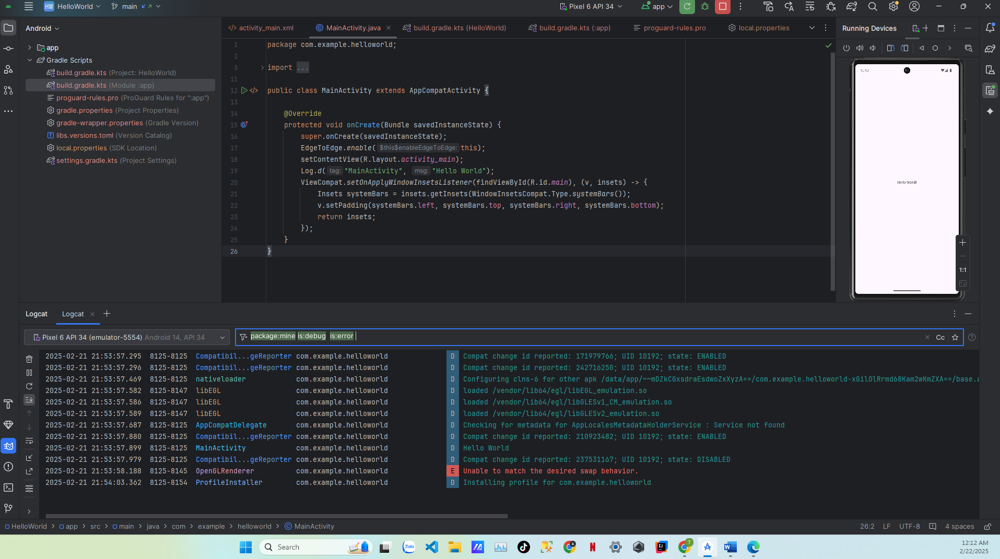 HW HelloWorld main Pixel 6 API 34 app
Android
app
Gradle Scripts
build.gradle.kts (Project: HelloWorld)
build.gradle.kts (Module :app)
proguard-rules.pro (ProGuard Rules for ":app")
gradle.properties (Project Properties)
gradle-wrapper.properties (Gradle Version)
libs.versions.toml (Version Catalog)
local.properties (SDK Location)
settings.gradle.kts (Project Settings)
activity_main.xml MainActivity.java build.gradle.kts (HelloWorld) build.gradle.kts (:app) proguard-rules.pro local.properties
1 package com.example.helloworld;
2
3 import ...
11
12 public class MainActivity extends AppCompatActivity {
13
14 @Override
15 protected void onCreate(Bundle savedInstanceState) {
16 super.onCreate(savedInstanceState);
17 EdgeToEdge.enable( $this$enableEdgeToEdge: this);
18 setContentView(R.layout.activity_main);
19 Log.d( tag: "MainActivity", msg: "Hello World");
20 ViewCompat.setOnApplyWindowInsetsListener(findViewById(R.id.main), (v, insets) -> {
21 Insets systemBars = insets.getInsets(WindowInsetsCompat.Type.systemBars());
22 v.setPadding(systemBars.left, systemBars.top, systemBars.right, systemBars.bottom);
23 return insets;
24 });
25 }
26 }
Running Devices
12:12
Hello World!
1:1
Logcat Logcat
Pixel 6 API 34 (emulator-5554) Android 14, API 34 package:mine is:debug is:error Cc
2025-02-21 21:53:57.295 8125-8125 Compatibil...geReporter com.example.helloworld D Compat change id reported: 171979766; UID 10192; state: ENABLED
2025-02-21 21:53:57.296 8125-8125 Compatibil...geReporter com.example.helloworld D Compat change id reported: 242716250; UID 10192; state: ENABLED
2025-02-21 21:53:57.469 8125-8125 nativeloader com.example.helloworld D Configuring clns-6 for other apk /data/app/~~mDZkCGxsdraEsdwoZxXyzA==/com.example.helloworld-xGilOlRrmd68Kam2wKmZXA==/base.a
2025-02-21 21:53:57.582 8125-8147 libEGL com.example.helloworld D loaded /vendor/lib64/egl/libEGL_emulation.so
2025-02-21 21:53:57.586 8125-8147 libEGL com.example.helloworld D loaded /vendor/lib64/egl/libGLESv1_CM_emulation.so
2025-02-21 21:53:57.589 8125-8147 libEGL com.example.helloworld D loaded /vendor/lib64/egl/libGLESv2_emulation.so
2025-02-21 21:53:57.687 8125-8125 AppCompatDelegate com.example.helloworld D Checking for metadata for AppLocalesMetadataHolderService : Service not found
2025-02-21 21:53:57.880 8125-8125 Compatibil...geReporter com.example.helloworld D Compat change id reported: 210923482; UID 10192; state: ENABLED
2025-02-21 21:53:57.899 8125-8125 MainActivity com.example.helloworld D Hello World
2025-02-21 21:53:57.979 8125-8125 Compatibil...geReporter com.example.helloworld D Compat change id reported: 237531167; UID 10192; state: DISABLED
2025-02-21 21:53:58.188 8125-8145 OpenGLRenderer com.example.helloworld E Unable to match the desired swap behavior.
2025-02-21 21:54:03.362 8125-8154 ProfileInstaller com.example.helloworld D Installing profile for com.example.helloworld
HelloWorld > app > src > main > java > com > example > helloworld > MainActivity 26:2 LF UTF-8 4 spaces
Search Zalo 12:12 AM
2/22/2025